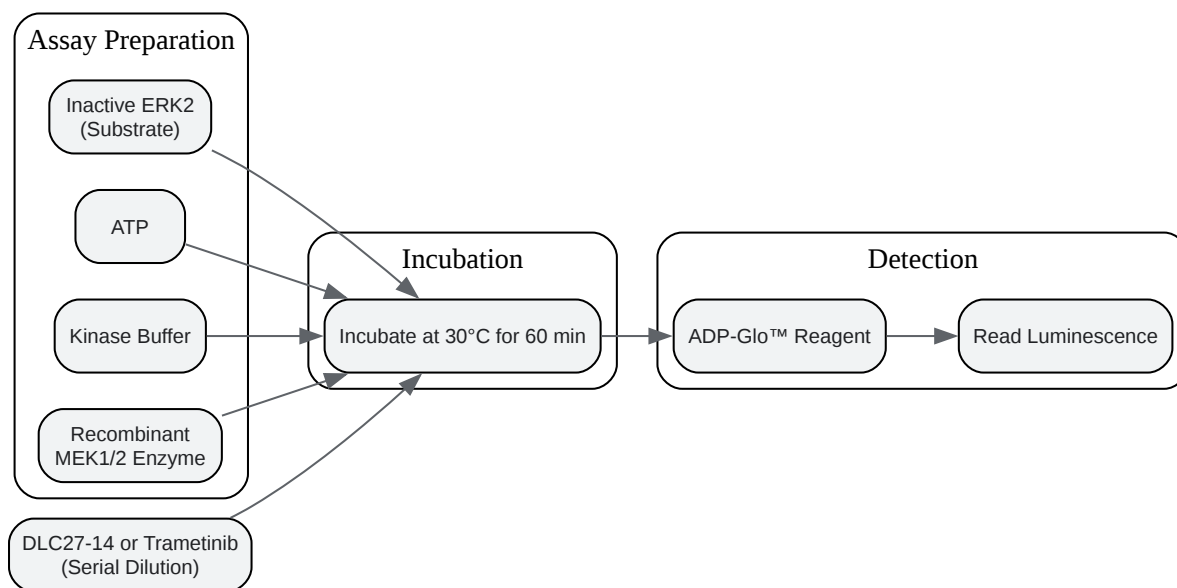 Assay Preparation
Inactive ERK2
(Substrate)
ATP
Kinase Buffer
Recombinant
MEK1/2 Enzyme
DLC27-14 or Trametinib
(Serial Dilution)
Incubation
Incubate at 30°C for 60 min
Detection
ADP-Glo™ Reagent
Read Luminescence